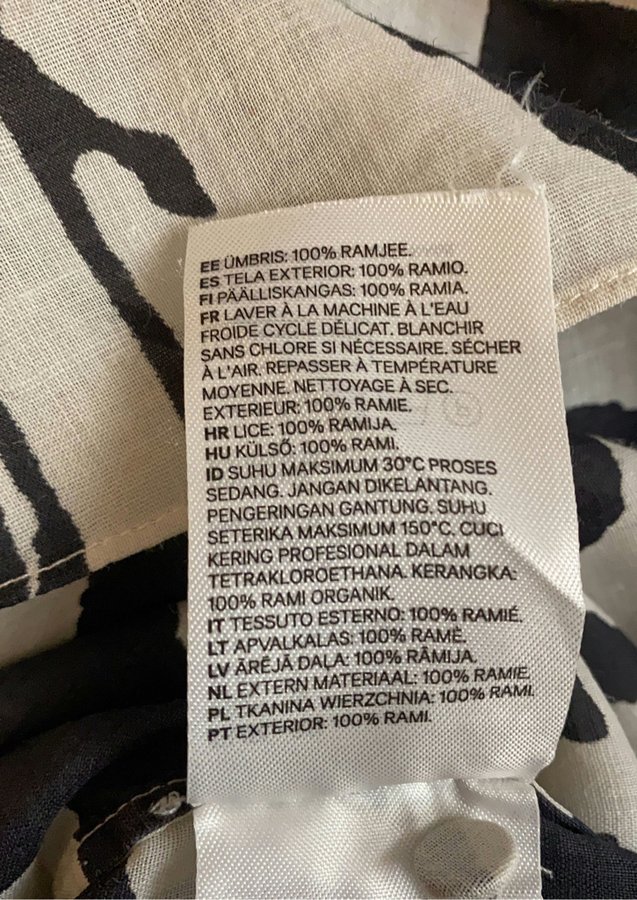 EE ÜMBRIS: 100% RAMJEE.
ES TELA EXTERIOR: 100% RAMIO.
FI PÄÄLLISKANGAS: 100% RAMIA.
FR LAVER À LA MACHINE À L'EAU
FROIDE CYCLE DÉLICAT. BLANCHIR
SANS CHLORE SI NÉCESSAIRE. SÉCHER
À L'AIR. REPASSER À TEMPÉRATURE
MOYENNE. NETTOYAGE À SEC.
EXTERIEUR: 100% RAMIE.
HR LICE: 100% RAMIJA.
HU KÜLSŐ: 100% RAMI.
ID SUHU MAKSIMUM 30°C PROSES
SEDANG. JANGAN DIKELANTANG.
PENGERINGAN GANTUNG. SUHU
SETERIKA MAKSIMUM 150°C. CUCI
KERING PROFESIONAL DALAM
TETRAKLOROETHANA. KERANGKA:
100% RAMI ORGANIK.
IT TESSUTO ESTERNO: 100% RAMIÉ.
LT APVALKALAS: 100% RAMĖ.
LV ĀRĒJĀ DAĻA: 100% RĀMIJA.
NL EXTERN MATERIAAL: 100% RAMIE.
PL TKANINA WIERZCHNIA: 100% RAMI.
PT EXTERIOR: 100% RAMI.